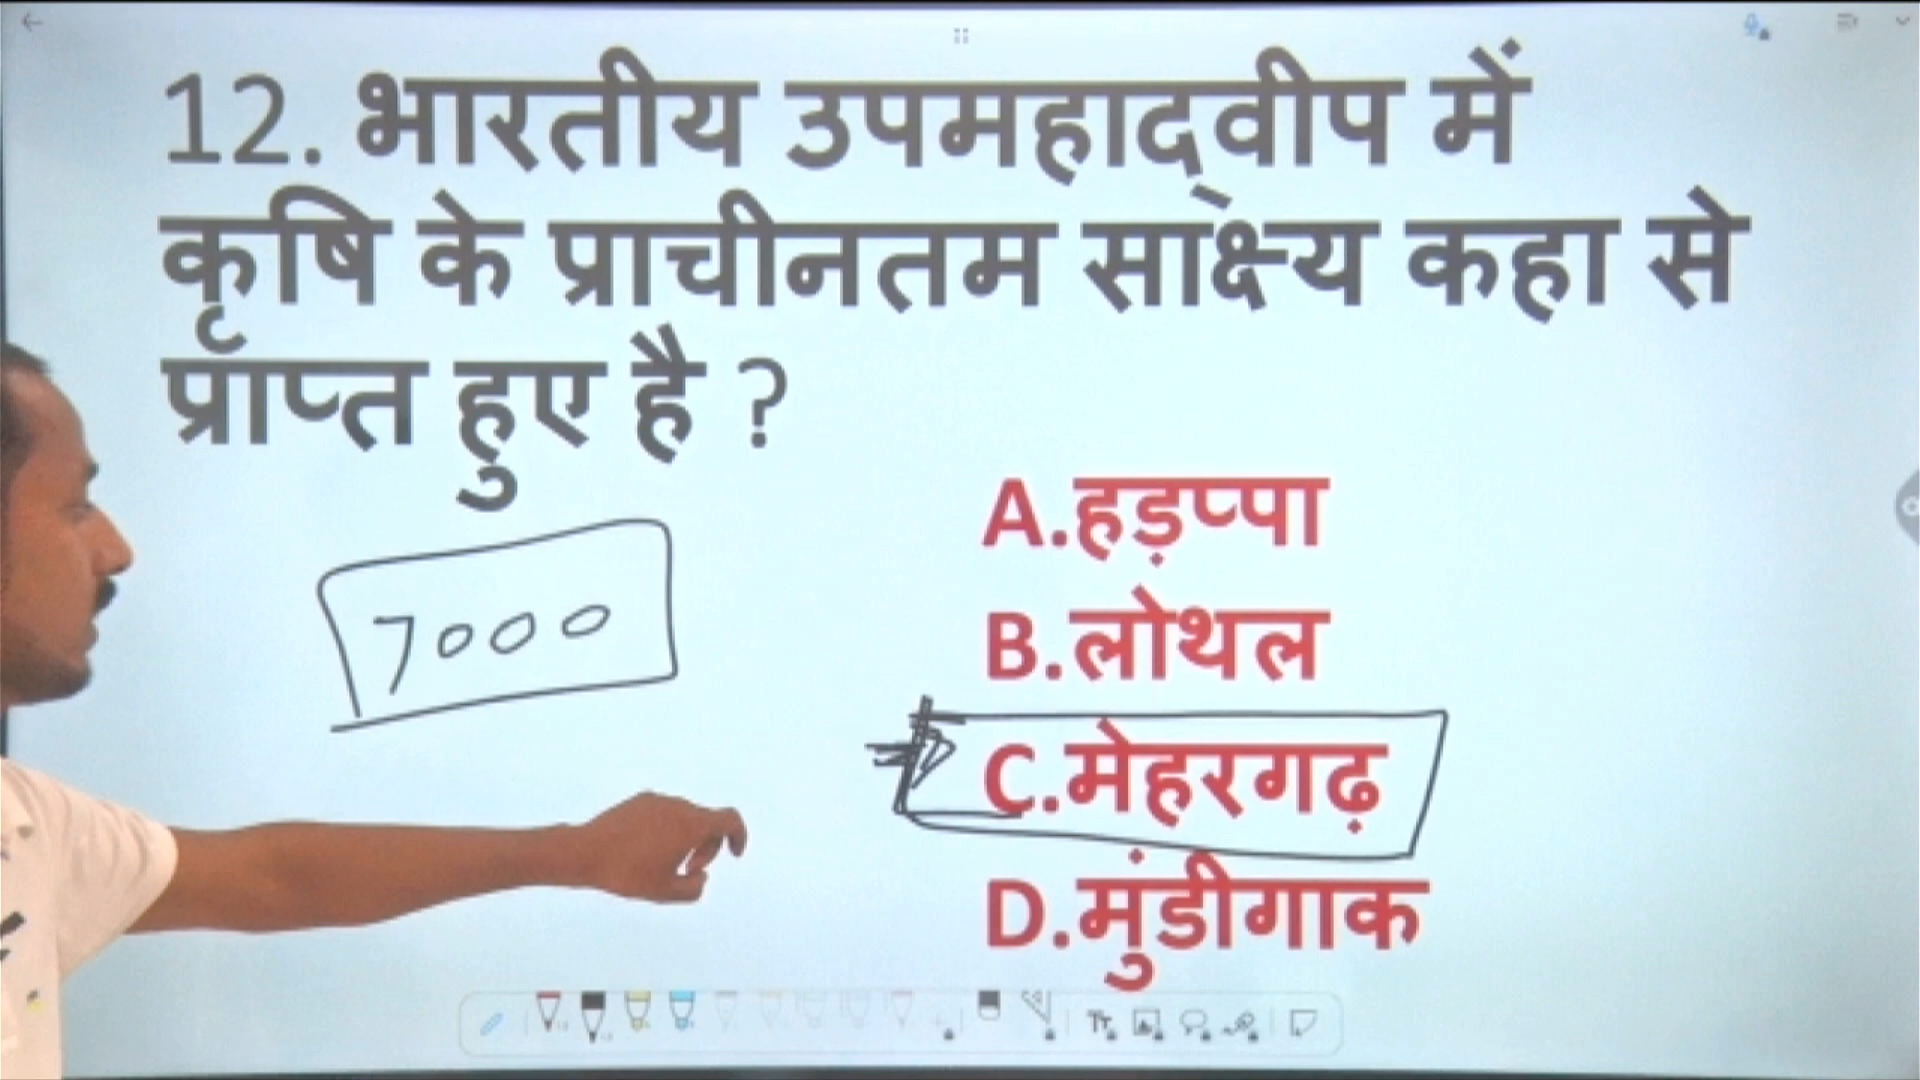 12. भारतीय उपमहाद्वीप में
कृषि के प्राचीनतम साक्ष्य कहा से
प्राप्त हुए है ?
A.हड़प्पा
B.लोथल
7000
C.मेहरगढ़
D.मुंडीगाक